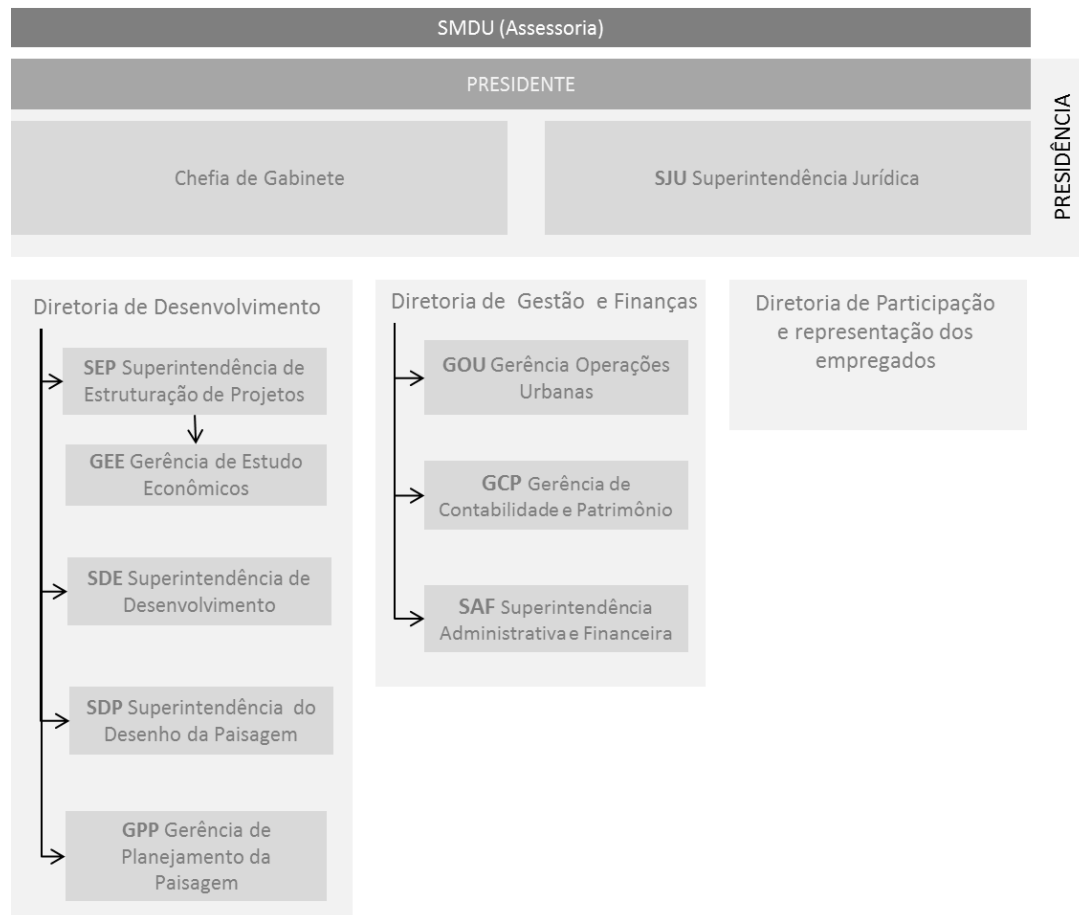 SMDU (Assessoria)
PRESIDENTE
PRESIDÊNCIA
Chefia de Gabinete
SJU Superintendência Jurídica
Diretoria de Desenvolvimento
SEP Superintendência de
Estruturação de Projetos
GEE Gerência de Estudo
Econômicos
SDE Superintendência de
Desenvolvimento
SDP Superintendência do
Desenho da Paisagem
GPP Gerência de
Planejamento da
Paisagem
Diretoria de Gestão e Finanças
GOU Gerência Operações
Urbanas
GCP Gerência de
Contabilidade e Patrimônio
SAF Superintendência
Administrativa e Financeira
Diretoria de Participação
e representação dos
empregados